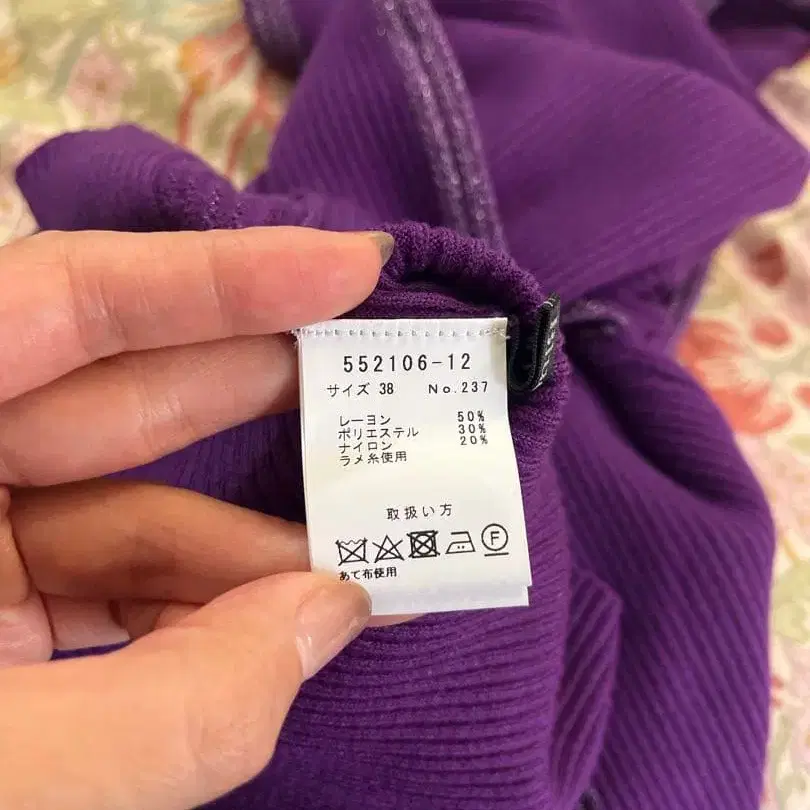 552106-12
サイズ 38 No.237
レーヨン 50%
ポリエステル 30%
ナイロン 20%
ラメ糸使用
取扱い方
F
あて布使用